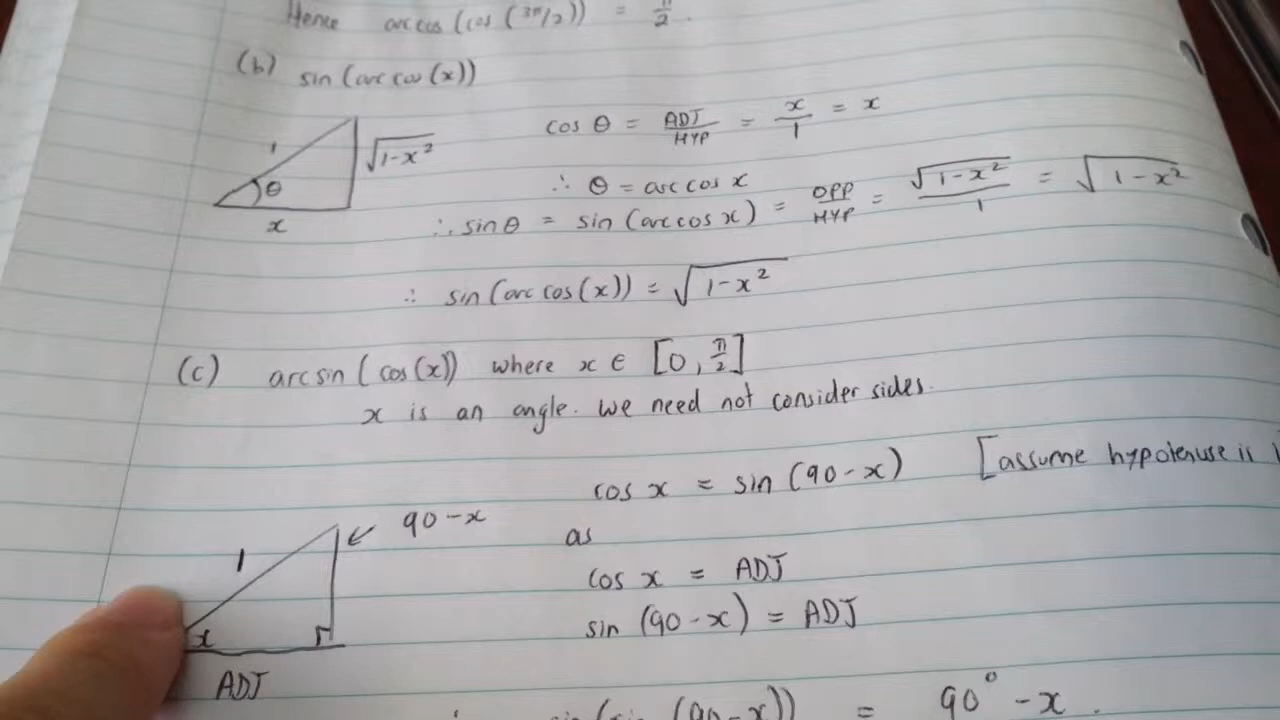 Hence arccos(cos(3π/2)) = π/2.
(b) sin(arccos(x))
1 θ x √1-x²
cos θ = ADJ/HYP = x/1 = x
∴ θ = arccos x
∴ sinθ = sin(arccos x) = OPP/HYP = √1-x²/1 = √1-x²
∴ sin(arccos(x)) = √1-x²
(c) arcsin(cos(x)) where x ∈ [0, π/2]
x is an angle. We need not consider sides.
cos x = sin(90-x) [assume hypotenuse is 1
1 90-x x ADJ
as
cos x = ADJ
sin(90-x) = ADJ
(90-x)) = 90°-x.